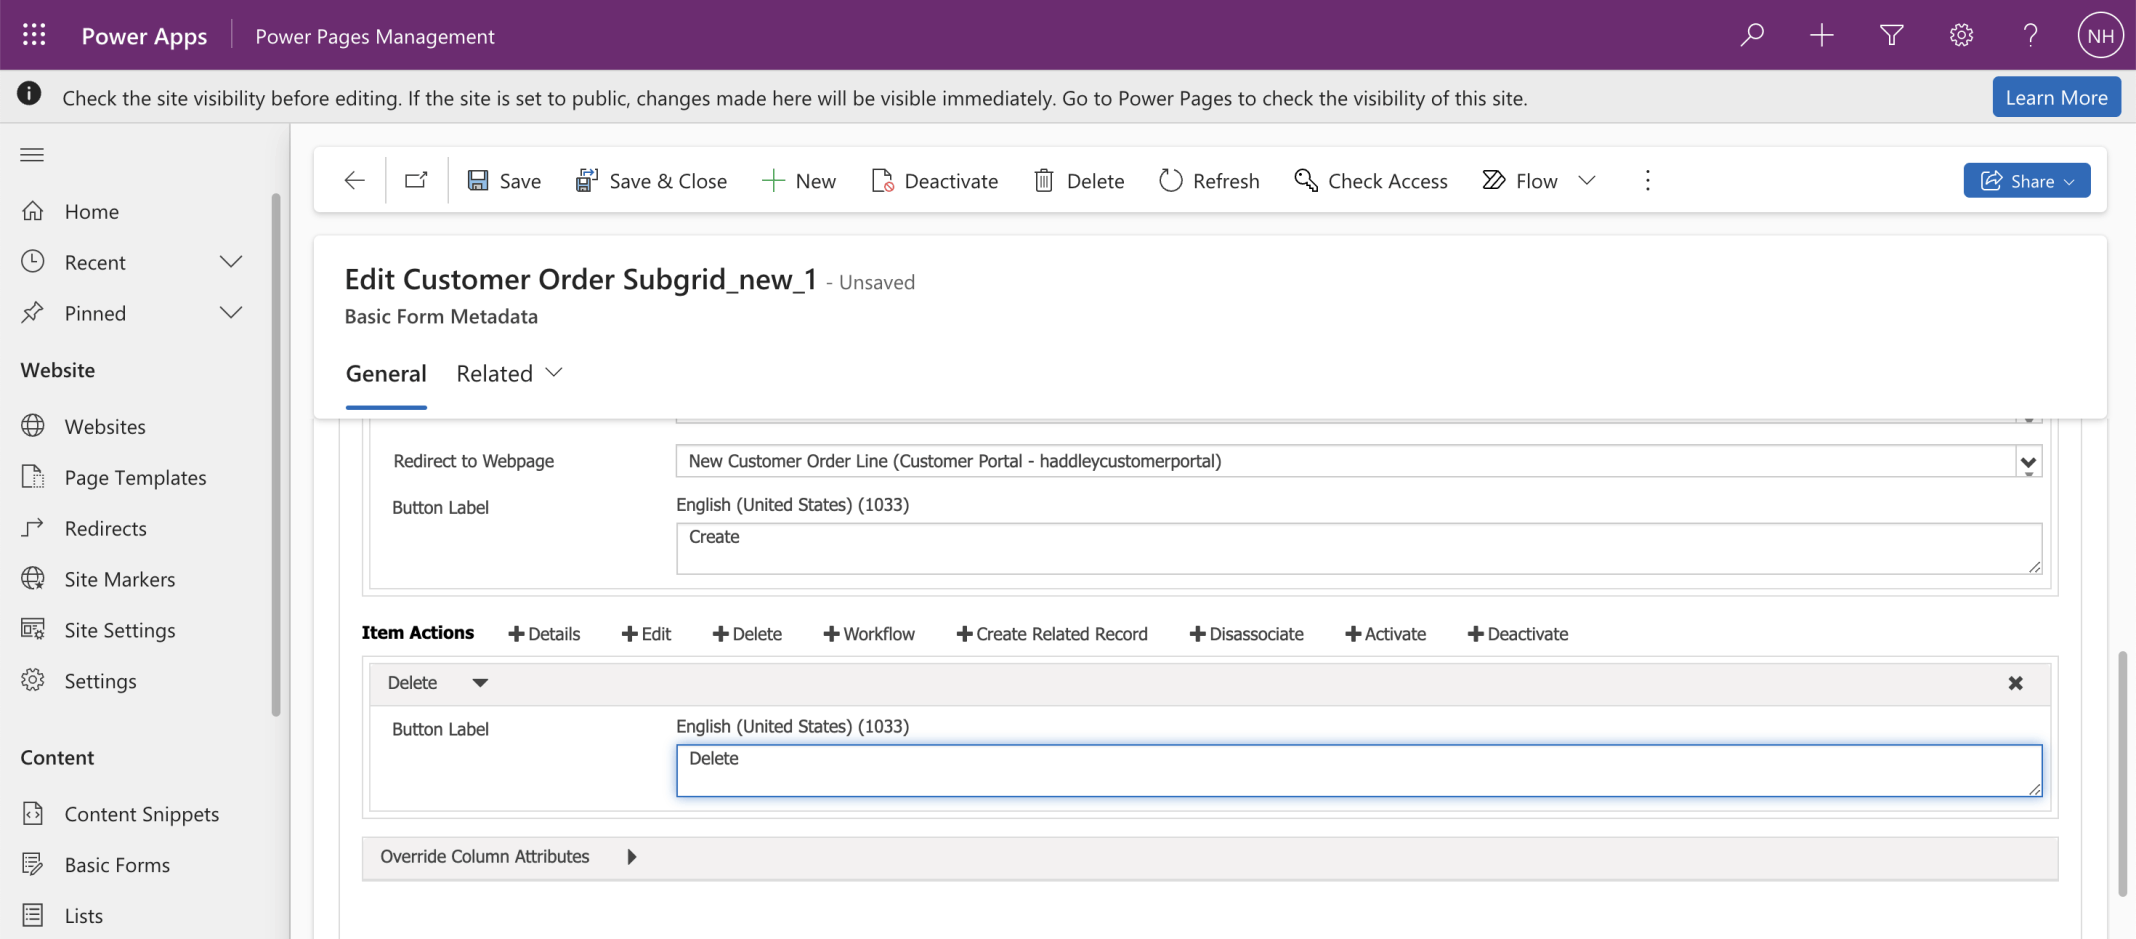 Power Apps
Power Pages Management
NH
Check the site visibility before editing. If the site is set to public, changes made here will be visible immediately. Go to Power Pages to check the visibility of this site.
Learn More
Home
Recent
Pinned
Website
Websites
Page Templates
Redirects
Site Markers
Site Settings
Settings
Content
Content Snippets
Basic Forms
Lists
Save
Save & Close
New
Deactivate
Delete
Refresh
Check Access
Flow
Share
Edit Customer Order Subgrid_new_1 - Unsaved
Basic Form Metadata
General
Related
Redirect to Webpage
New Customer Order Line (Customer Portal - haddleycustomerportal)
Button Label
English (United States) (1033)
Create
Item Actions
Details
Edit
Delete
Workflow
Create Related Record
Disassociate
Activate
Deactivate
Delete
Button Label
English (United States) (1033)
Delete
Override Column Attributes